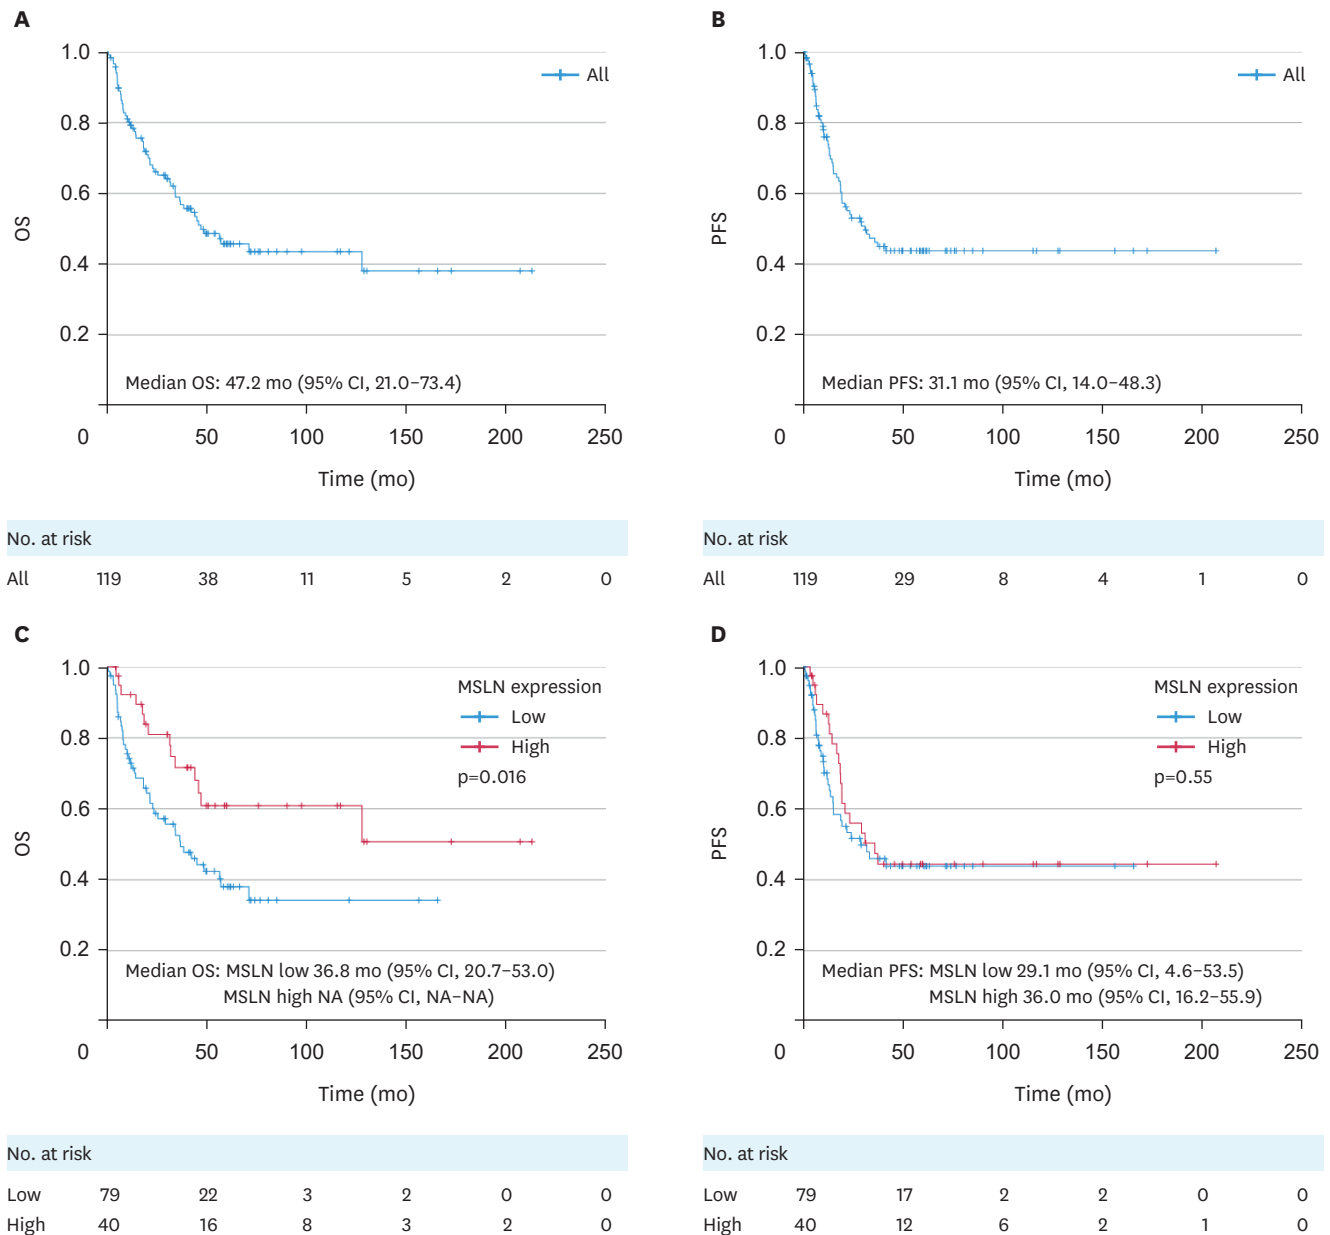 A
OS
1.0
0.8
0.6
0.4
0.2
All
Median OS: 47.2 mo (95% CI, 21.0–73.4)
0 50 100 150 200 250
Time (mo)
No. at risk
All 119 38 11 5 2 0
B
PFS
1.0
0.8
0.6
0.4
0.2
All
Median PFS: 31.1 mo (95% CI, 14.0–48.3)
0 50 100 150 200 250
Time (mo)
No. at risk
All 119 29 8 4 1 0
C
OS
1.0
0.8
0.6
0.4
0.2
MSLN expression
Low
High
p=0.016
Median OS: MSLN low 36.8 mo (95% CI, 20.7–53.0)
MSLN high NA (95% CI, NA–NA)
0 50 100 150 200 250
Time (mo)
No. at risk
Low 79 22 3 2 0 0
High 40 16 8 3 2 0
D
PFS
1.0
0.8
0.6
0.4
0.2
MSLN expression
Low
High
p=0.55
Median PFS: MSLN low 29.1 mo (95% CI, 4.6–53.5)
MSLN high 36.0 mo (95% CI, 16.2–55.9)
0 50 100 150 200 250
Time (mo)
No. at risk
Low 79 17 2 2 0 0
High 40 12 6 2 1 0